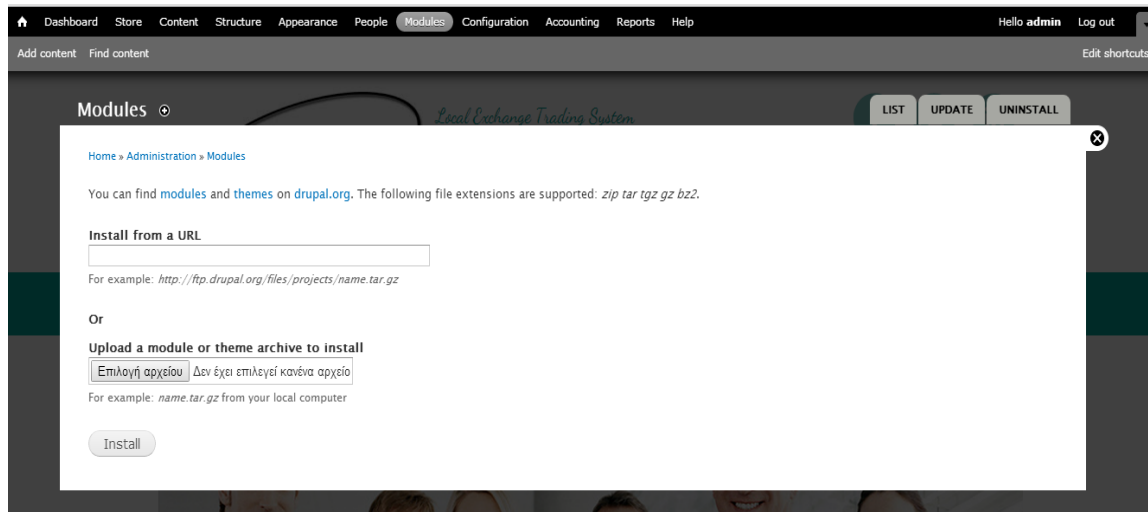 Dashboard Store Content Structure Appearance People Modules Configuration Accounting Reports Help Hello admin Log out
Add content Find content Edit shortcuts
Modules LIST UPDATE UNINSTALL
Local Exchange Trading System
Home » Administration » Modules
You can find modules and themes on drupal.org. The following file extensions are supported: zip tar tgz gz bz2.
Install from a URL
For example: http://ftp.drupal.org/files/projects/name.tar.gz
Or
Upload a module or theme archive to install
Επιλογή αρχείου Δεν έχει επιλεγεί κανένα αρχείο
For example: name.tar.gz from your local computer
Install